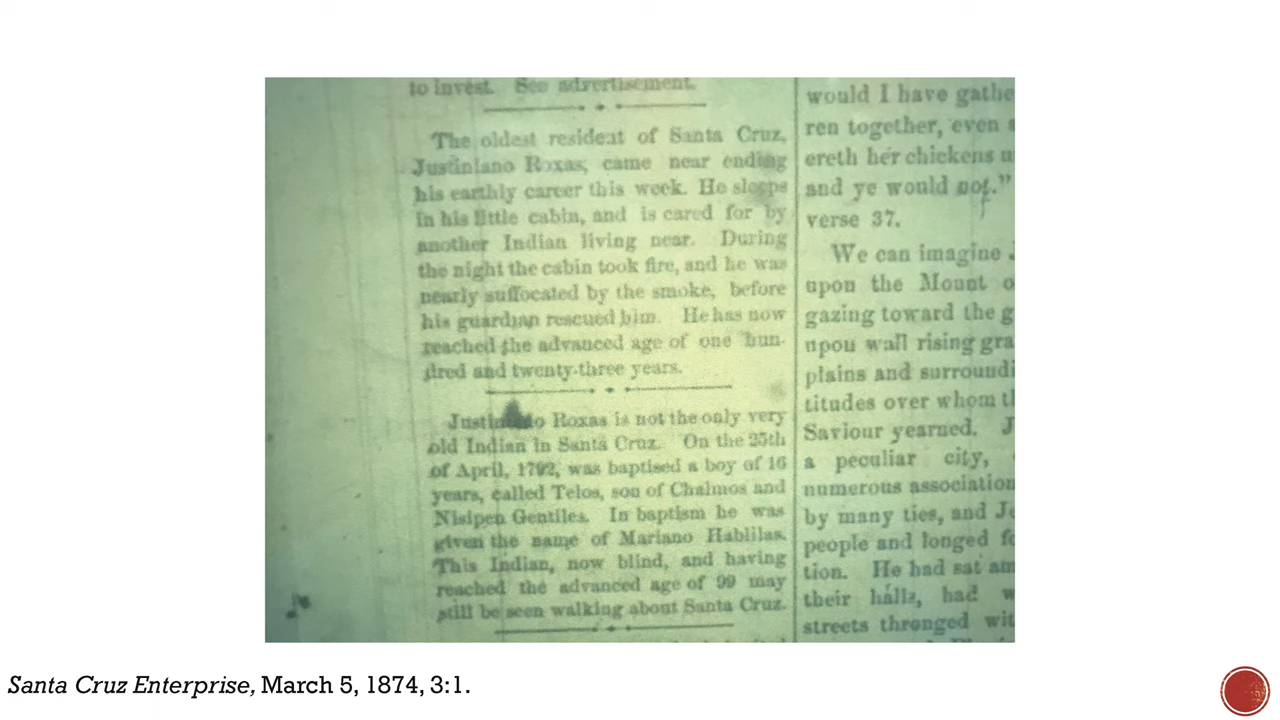 to invest. See advertisement.
The oldest resident of Santa Cruz,
Justiniano Roxas, came near ending
his earthly career this week. He sleeps
in his little cabin, and is cared for by
another Indian living near. During
the night the cabin took fire, and he was
nearly suffocated by the smoke, before
his guardian rescued him. He has now
reached the advanced age of one hun-
dred and twenty-three years.
Justiniano Roxas is not the only very
old Indian in Santa Cruz. On the 25th
of April, 1792, was baptised a boy of 16
years, called Telos, son of Chalmos and
Nisipen Gentiles. In baptism he was
given the name of Mariano Hablilas.
This Indian, now blind, and having
reached the advanced age of 99 may
still be seen walking about Santa Cruz.
would I have gathe
ren together, even
ereth her chickens u
and ye would not."
verse 37.
We can imagine J
upon the Mount o
gazing toward the g
upou wall rising gra
plains and surroundi
titudes over whom th
Saviour yearned. J
a peculiar city,
numerous association
by many ties, and Je
people and longed fo
tion. He had sat am
their halls, had w
streets thronged wit
Santa Cruz Enterprise, March 5, 1874, 3:1.